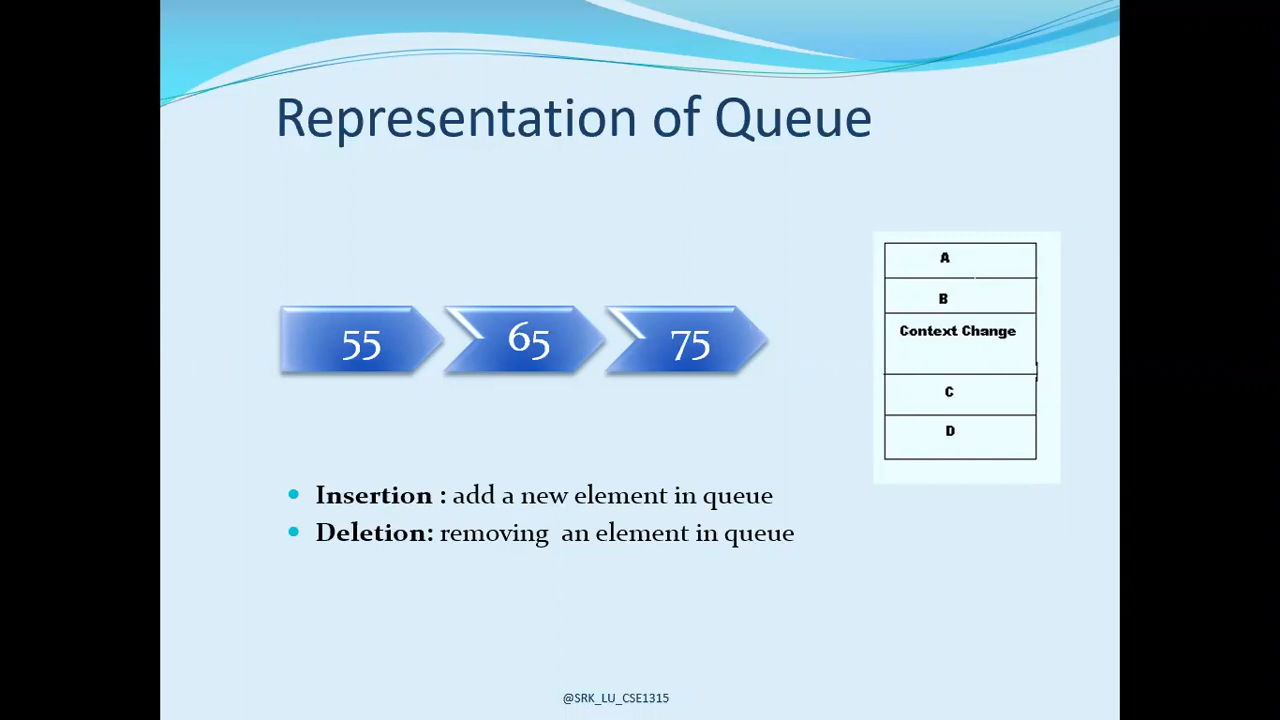 Representation of Queue
55 65 75
A
B
Context Change
C
D
Insertion : add a new element in queue
Deletion: removing an element in queue
@SRK_LU_CSE1315